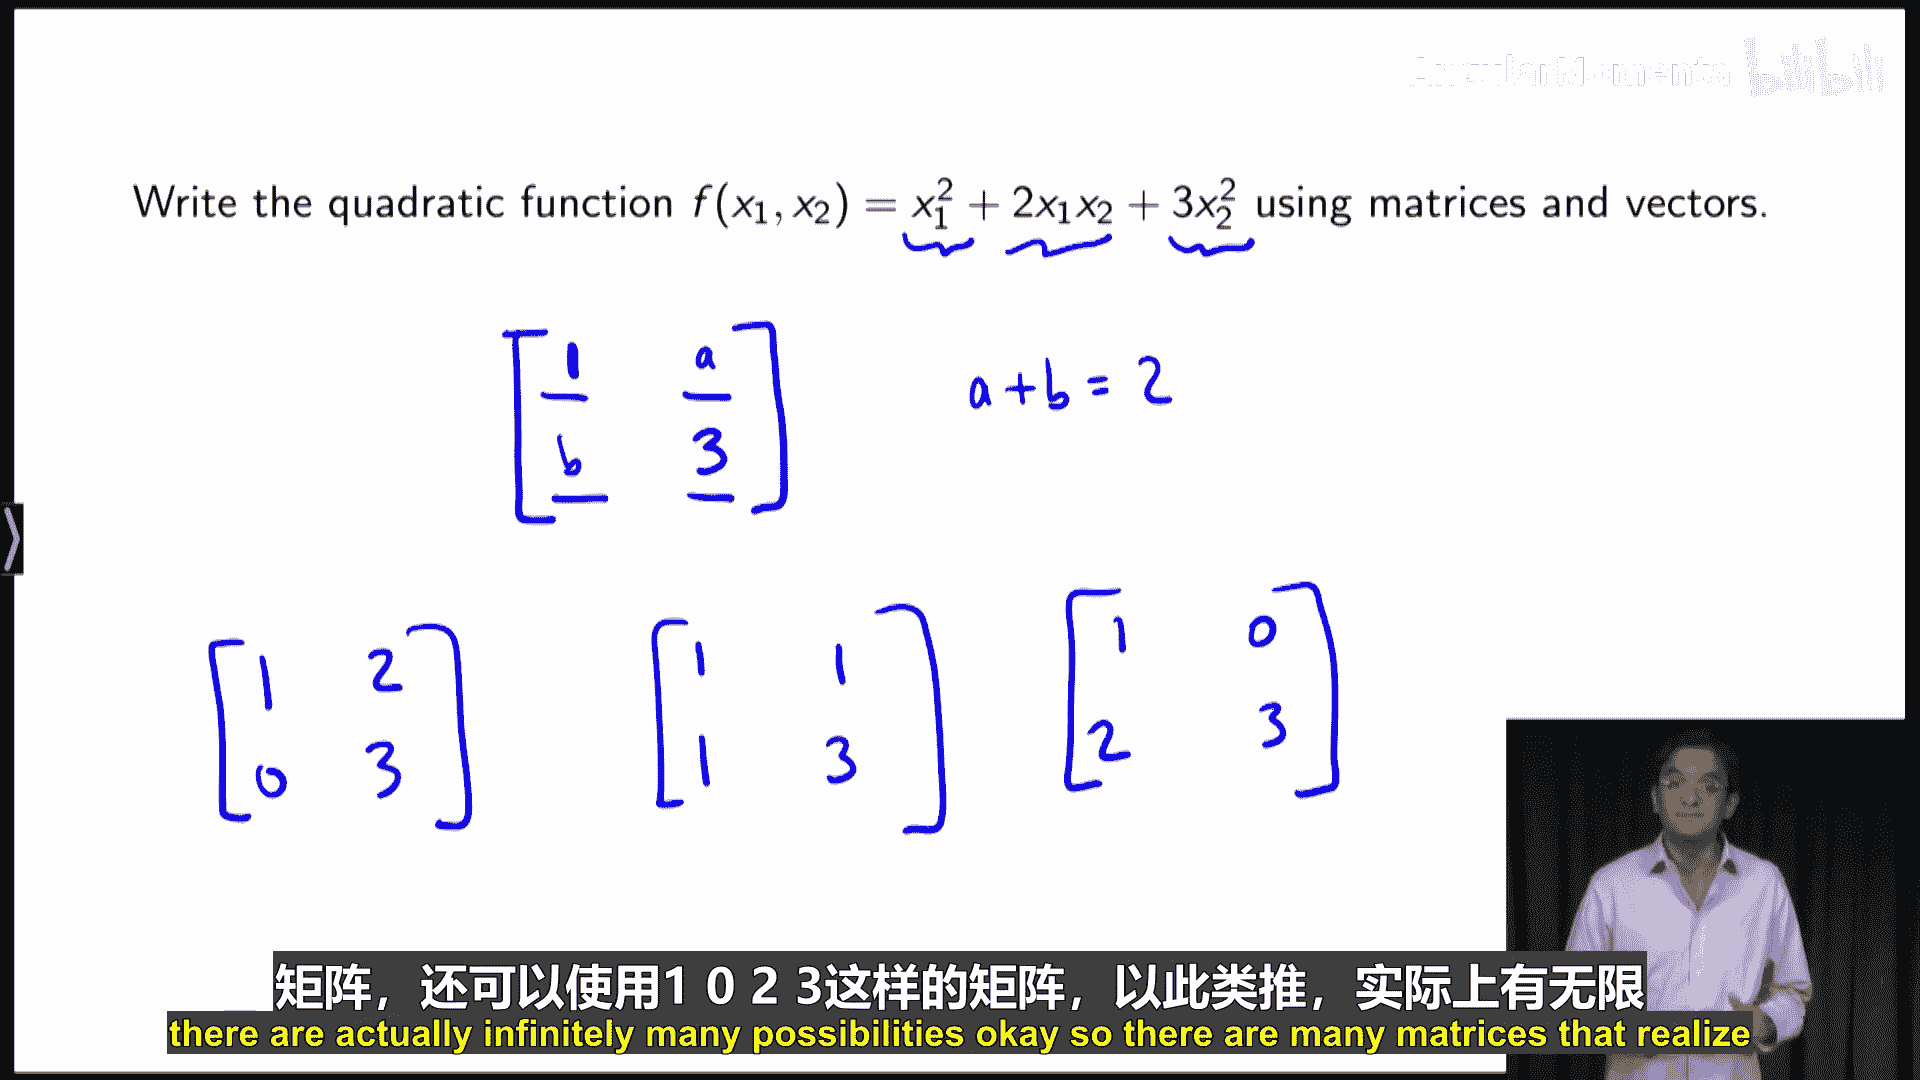 bilibili
Write the quadratic function f(x₁, x₂) = x₁² + 2x₁x₂ + 3x₂² using matrices and vectors.
1 a
b 3
a + b = 2
1 2
0 3
1 1
1 3
1 0
2 3
矩阵，还可以使用1 0 2 3这样的矩阵，以此类推，实际上有无限
there are actually infinitely many possibilities okay so there are many matrices that realize